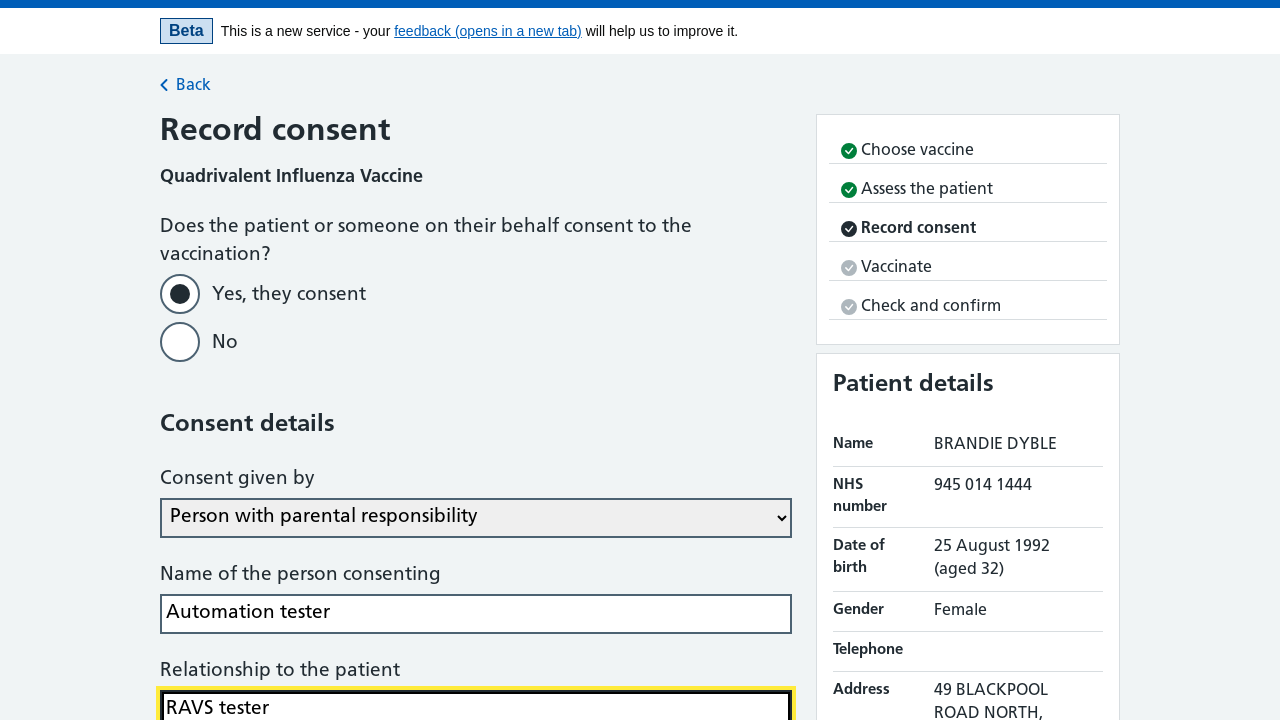 Beta This is a new service - your feedback (opens in a new tab) will help us to improve it.
Back
Record consent
Quadrivalent Influenza Vaccine
Does the patient or someone on their behalf consent to the
vaccination?
Yes, they consent
No
Consent details
Consent given by
Person with parental responsibility
Name of the person consenting
Automation tester
Relationship to the patient
RAVS tester
Choose vaccine
Assess the patient
Record consent
Vaccinate
Check and confirm
Patient details
Name BRANDIE DYBLE
NHS 945 014 1444
number
Date of 25 August 1992
birth (aged 32)
Gender Female
Telephone
Address 49 BLACKPOOL
ROAD NORTH,